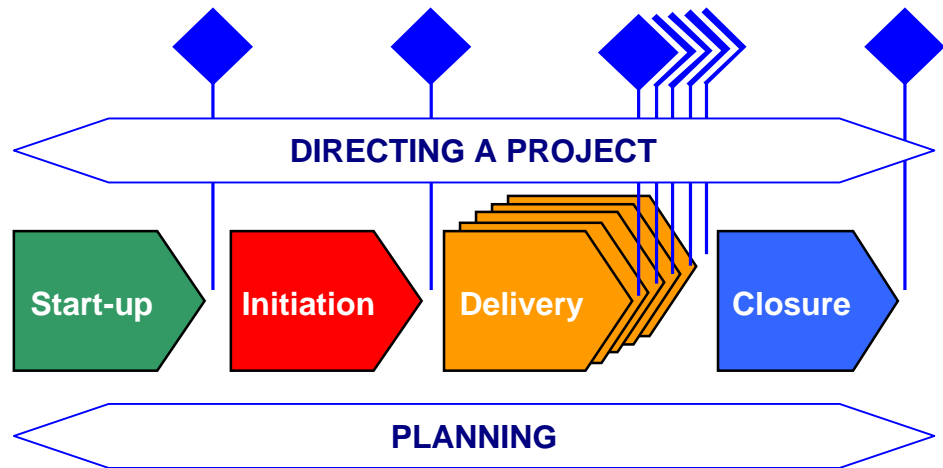 DIRECTING A PROJECT
Start-up
Initiation
Delivery
Closure
PLANNING